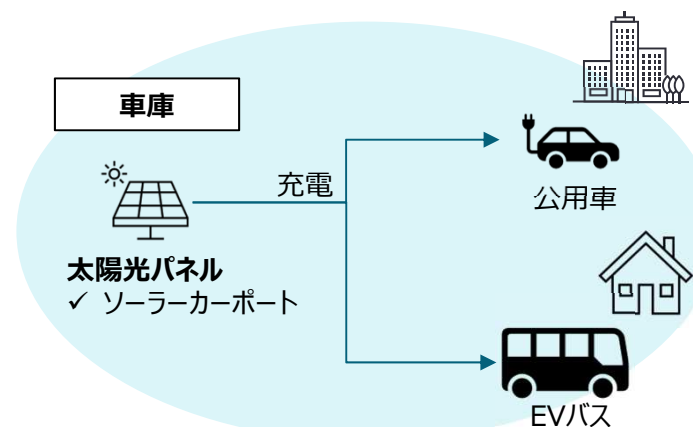 車庫
充電
公用車
太陽光パネル
✓ ソーラーカーポート
EVバス